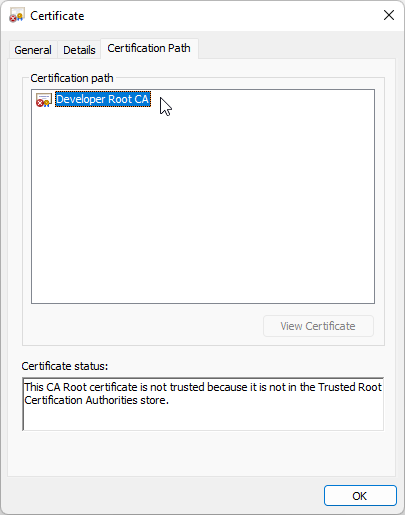 Certificate
General
Details
Certification Path
Certification path
Developer Root CA
View Certificate
Certificate status:
This CA Root certificate is not trusted because it is not in the Trusted Root
Certification Authorities store.
OK